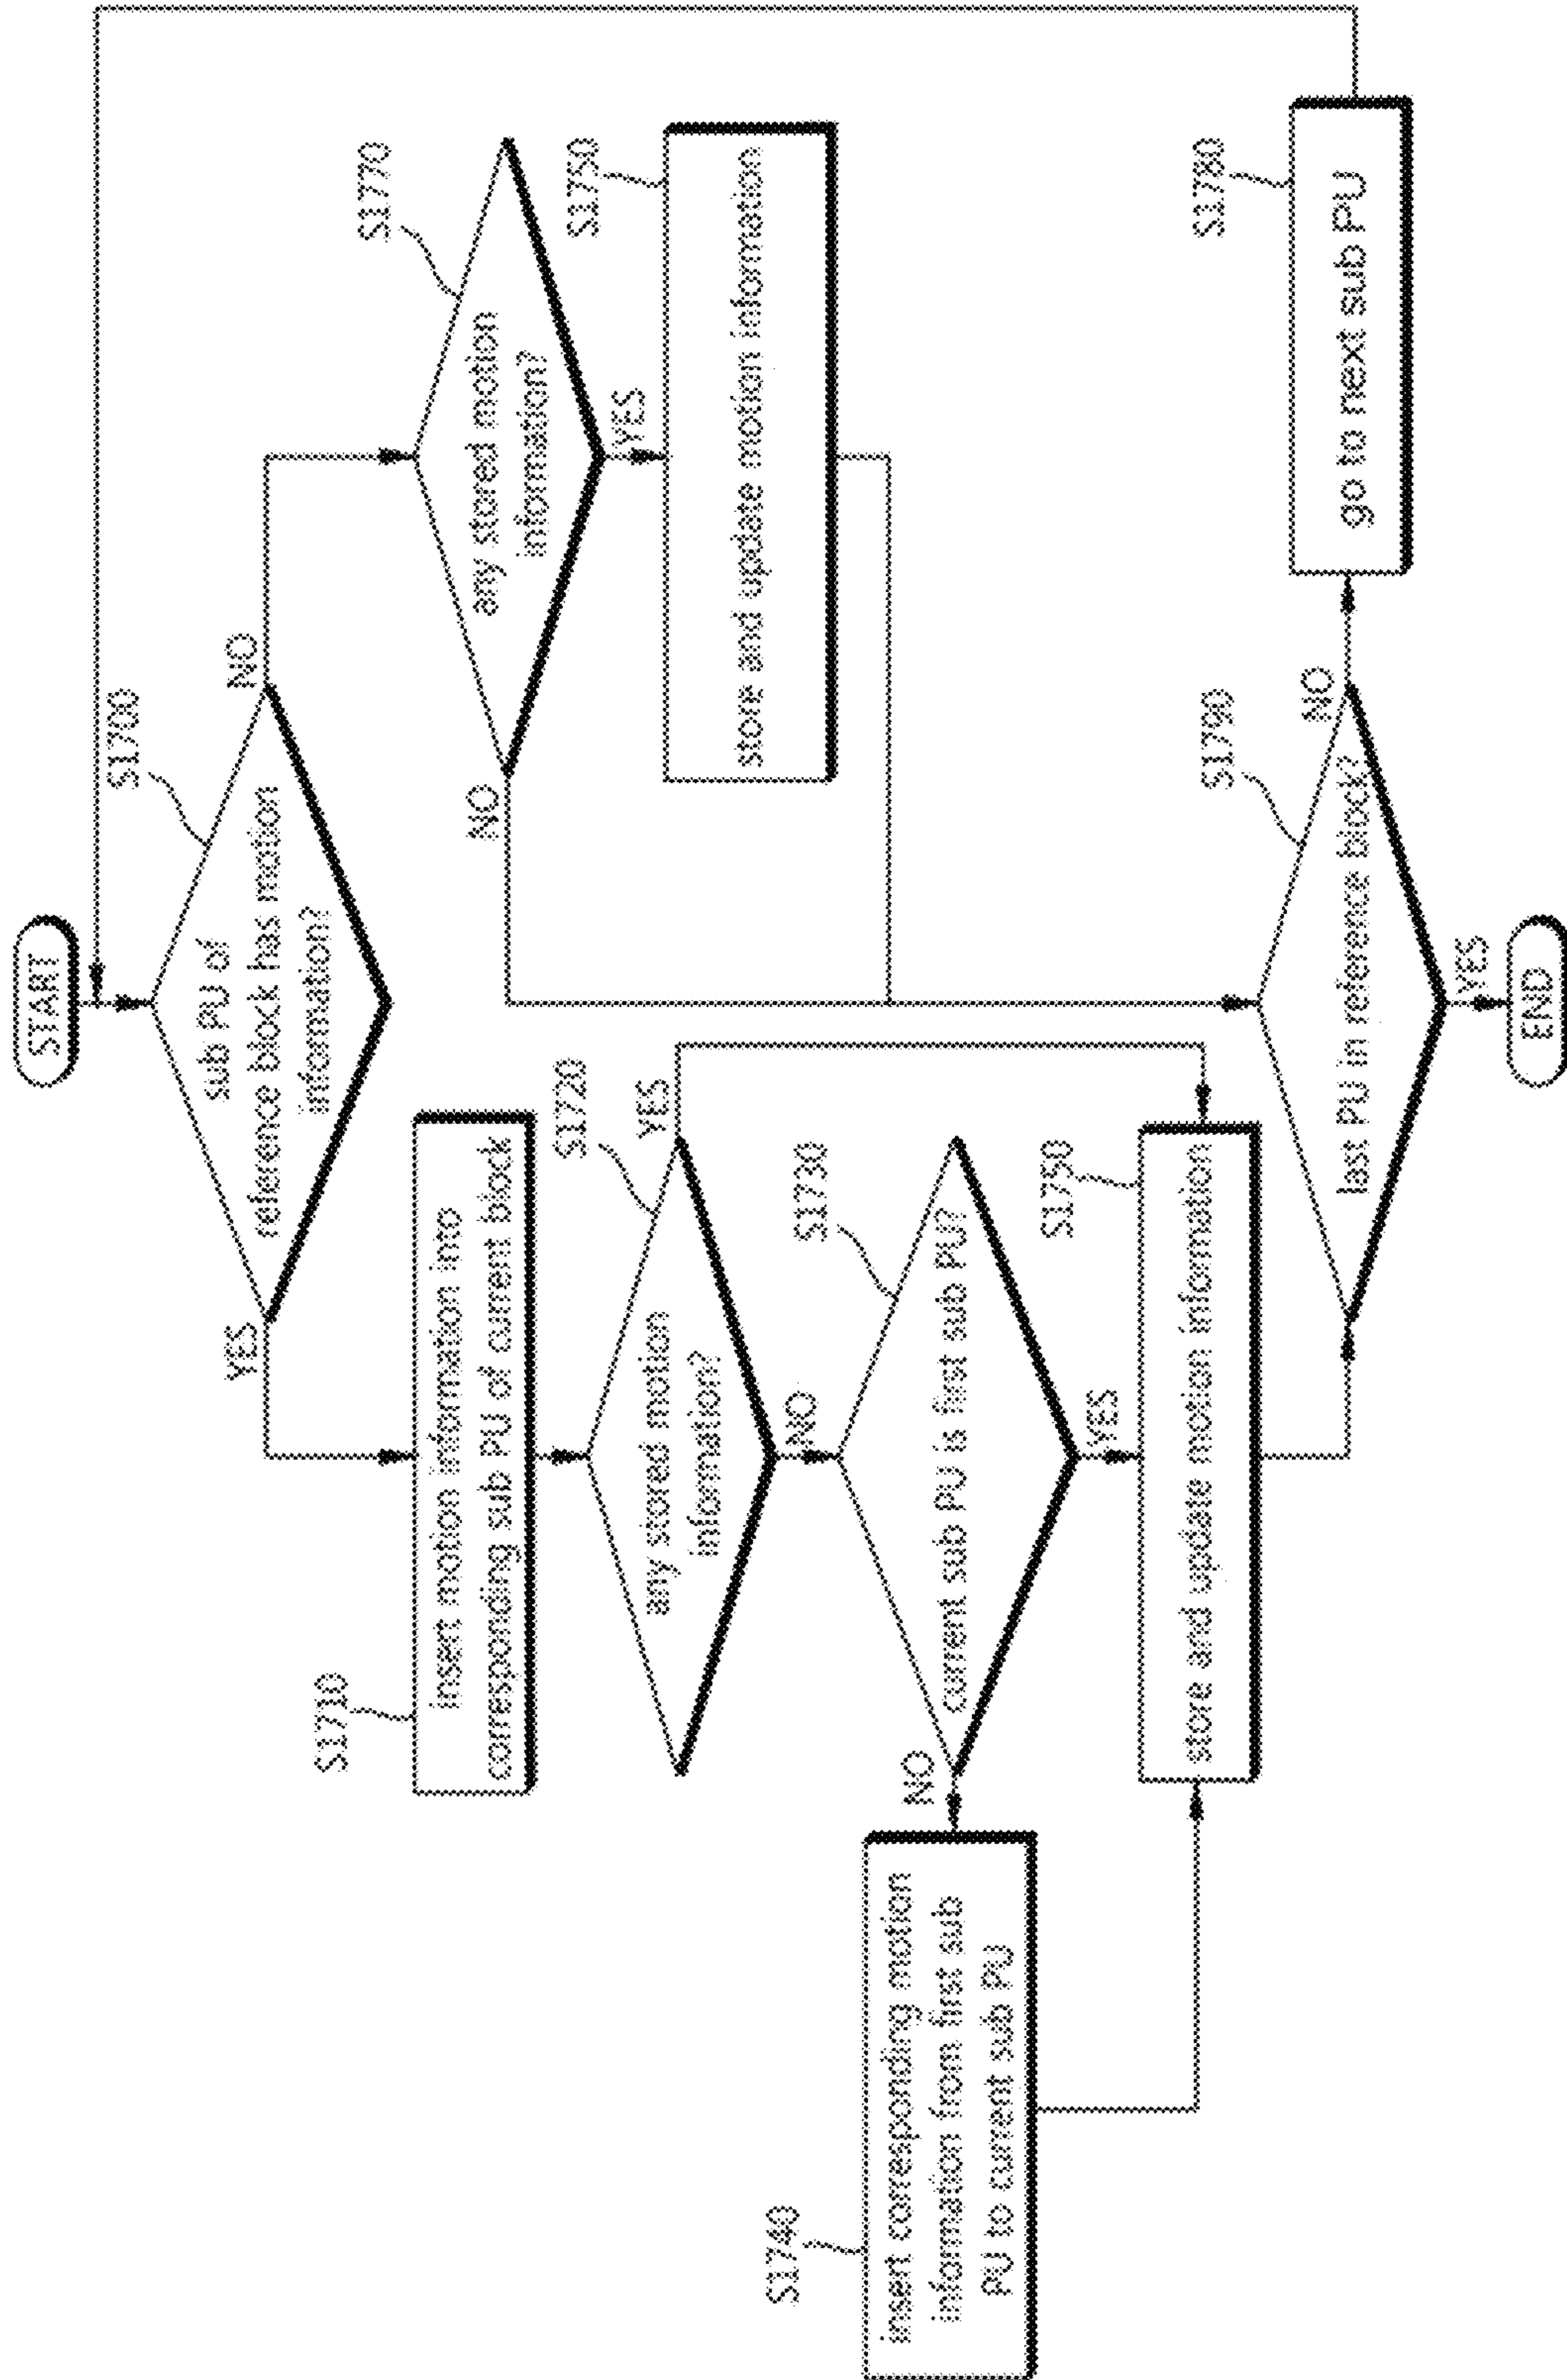 START
S1700
sub PU of
reference block has motion
information?
YES
NO
S1710
insert motion information into
corresponding sub PU of current block
S1770
any stored motion
information?
NO
YES
S1720
any stored motion
information?
YES
NO
S1750
store and update motion information
S1730
current sub PU is first sub PU?
NO
YES
S1740
insert corresponding motion
information from first sub
PU to current sub PU
S1750
store and update motion information
S1790
last PU in reference block?
NO
YES
S1780
go to next sub PU
END